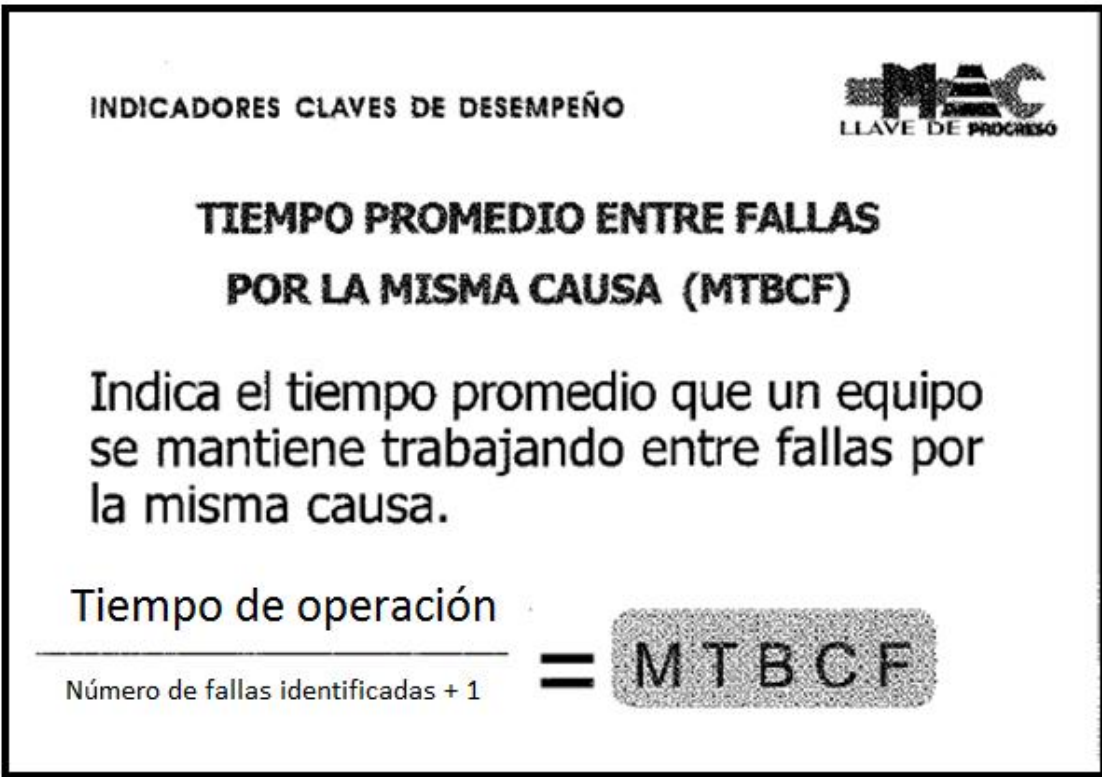 INDICADORES CLAVES DE DESEMPEÑO
MAC
LLAVE DE PROGRESO
TIEMPO PROMEDIO ENTRE FALLAS
POR LA MISMA CAUSA (MTBCF)
Indica el tiempo promedio que un equipo
se mantiene trabajando entre fallas por
la misma causa.
Tiempo de operación
Número de fallas identificadas + 1
= MTBCF